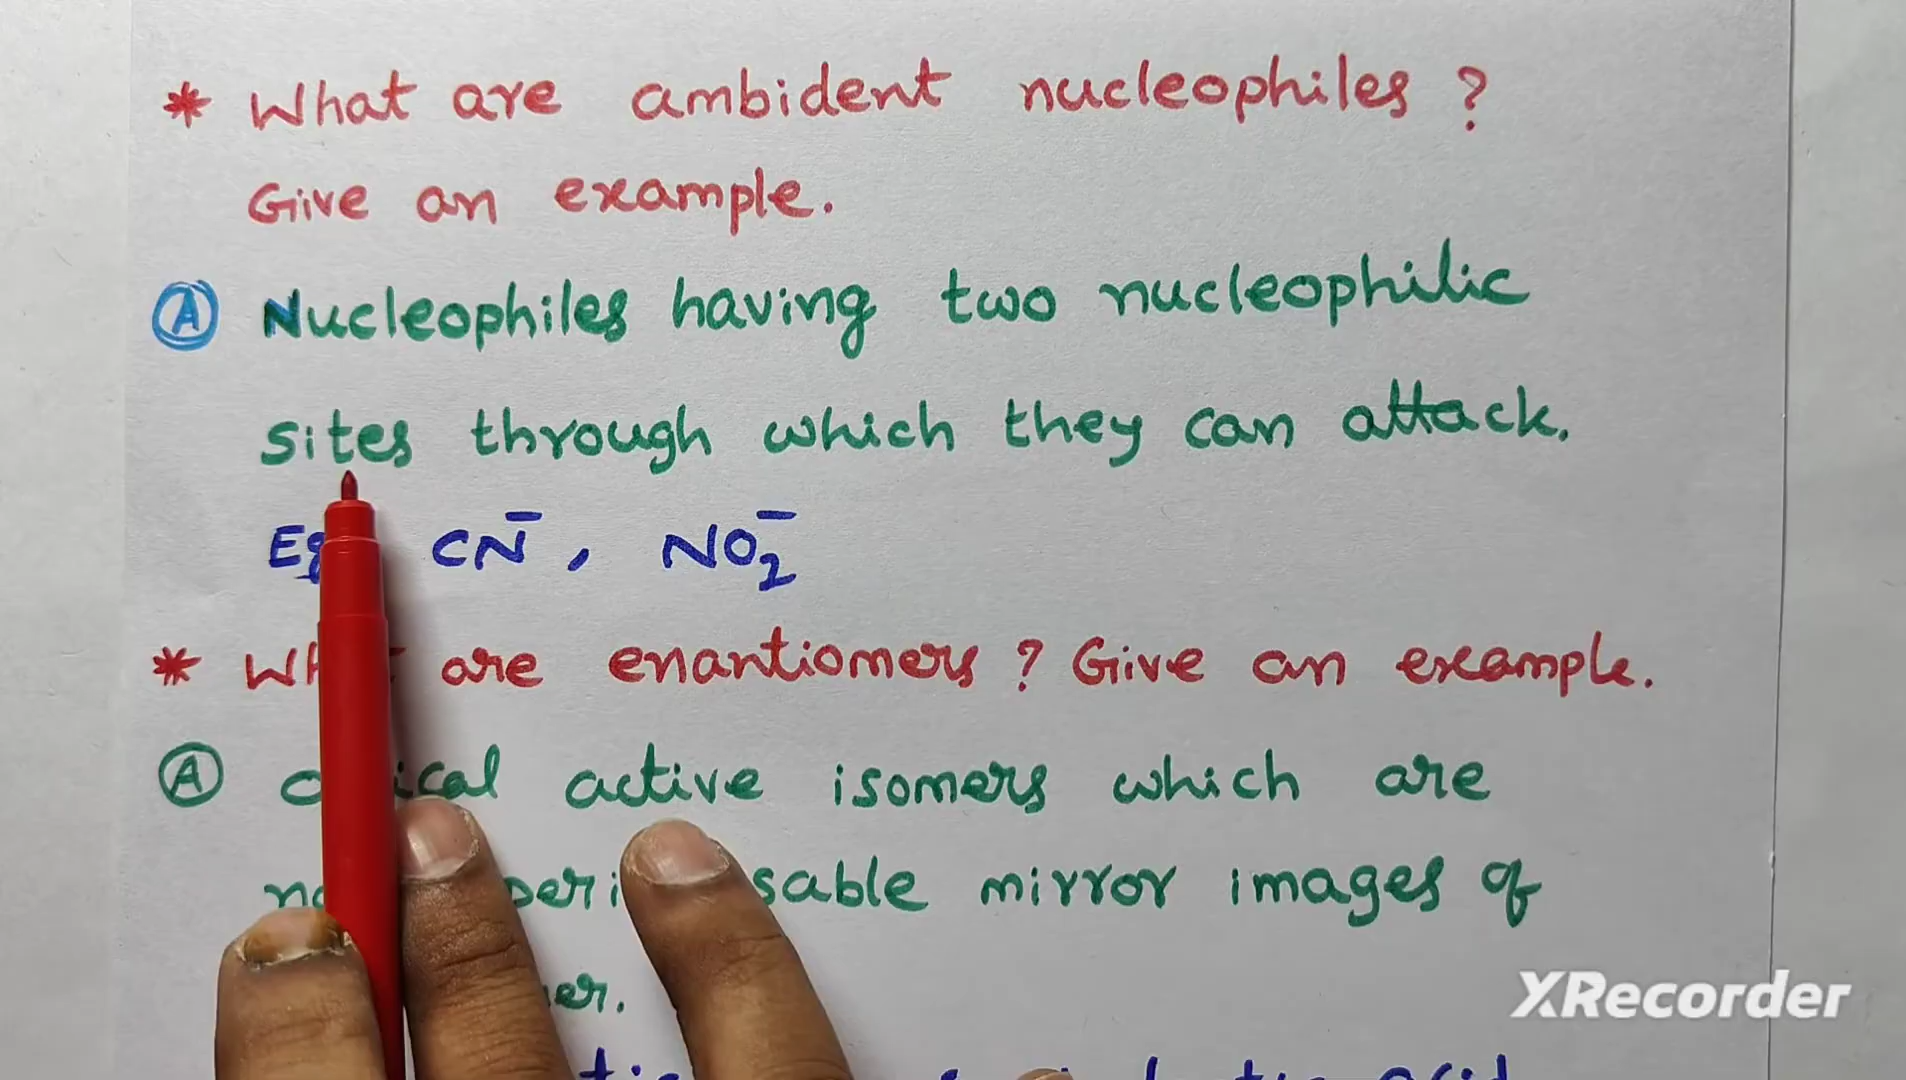 * What are ambident nucleophiles ?
Give an example.
A Nucleophiles having two nucleophilic
sites through which they can attack.
CN⁻, NO₂⁻
* are enantiomers ? Give an example.
A active isomers which are
mirror images of
XRecorder